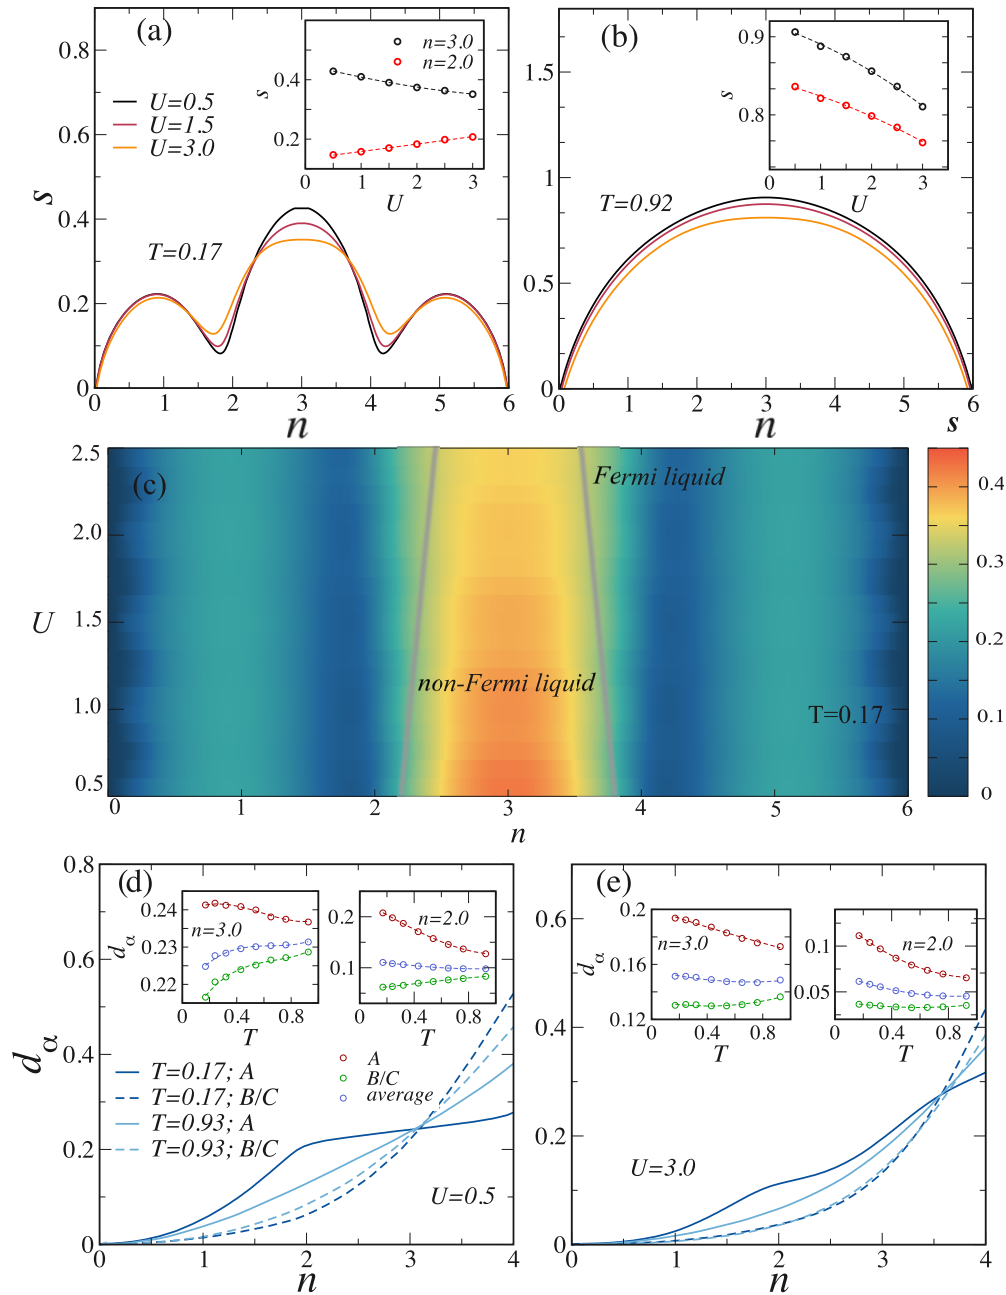 (a)
0.8
0.6
0.4
0.2
0
s
U=0.5
U=1.5
U=3.0
T=0.17
0 1 2 3 4 5 6
n
n=3.0
n=2.0
0.4
0.2
s
0 1 2 3
U
(b)
1.5
1
0.5
0
T=0.92
0 1 2 3 4 5 6
n
0.9
0.8
s
0 1 2 3
U
s
(c)
2.5
2.0
1.5
1.0
0.5
U
Fermi liquid
non-Fermi liquid
T=0.17
0 1 2 3 4 5 6
n
0.4
0.3
0.2
0.1
0
(d)
0.8
0.6
0.4
0.2
0
dα
0.24
0.23
0.22
dα
n=3.0
0 0.4 0.8
T
0.2
0.1
n=2.0
0 0.4 0.8
T
T=0.17; A
T=0.17; B/C
T=0.93; A
T=0.93; B/C
A
B/C
average
U=0.5
0 1 2 3 4
n
(e)
0.6
0.4
0.2
0
0.2
0.16
0.12
dα
n=3.0
0 0.4 0.8
T
0.1
0.05
n=2.0
0 0.4 0.8
T
U=3.0
0 1 2 3 4
n